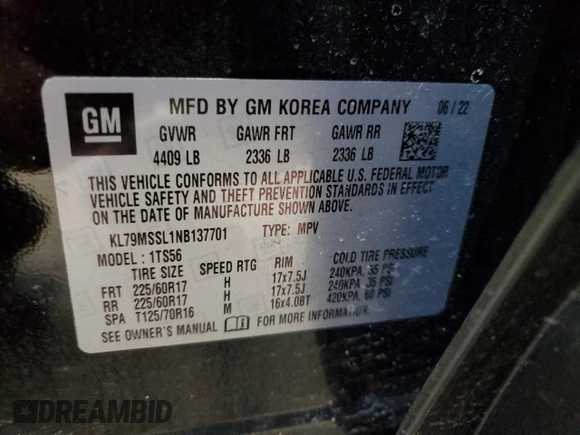 GM
MFD BY GM KOREA COMPANY 06 / 22
GVWR GAWR FRT GAWR RR
4409 LB 2336 LB 2336 LB
THIS VEHICLE CONFORMS TO ALL APPLICABLE U.S. FEDERAL MOTOR
VEHICLE SAFETY AND THEFT PREVENTION STANDARDS IN EFFECT
ON THE DATE OF MANUFACTURE SHOWN ABOVE.
KL79MSSL1NB137701 TYPE: MPV
MODEL : 1TS56 SPEED RTG RIM COLD TIRE PRESSURE
FRT 225/60R17 H 17x7.5J 240KPA, 35 PSI
RR 225/60R17 H 17x7.5J 240KPA, 35 PSI
SPA T125/70R16 M 16x4.0BT 420KPA, 60 PSI
SEE OWNER'S MANUAL FOR MORE INFORMATION
DREAMBID